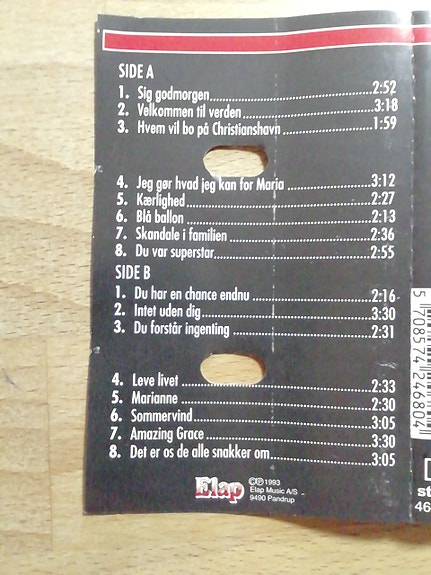 SIDE A
1. Sig godmorgen 2:52
2. Velkommen til verden 3:18
3. Hvem vil bo på Christianshavn 1:59
4. Jeg gør hvad jeg kan for Maria 3:12
5. Kærlighed 2:27
6. Blå ballon 2:13
7. Skandale i familien 2:36
8. Du var superstar 2:55
SIDE B
1. Du har en chance endnu 2:16
2. Intet uden dig 3:30
3. Du forstår ingenting 2:31
4. Leve livet 2:33
5. Marianne 2:30
6. Sommervind 3:05
7. Amazing Grace 3:30
8. Det er os de alle snakker om 3:05
Elap
©℗ 1993
Elap Music A/S
9490 Pandrup
5 708574 246804
st
46